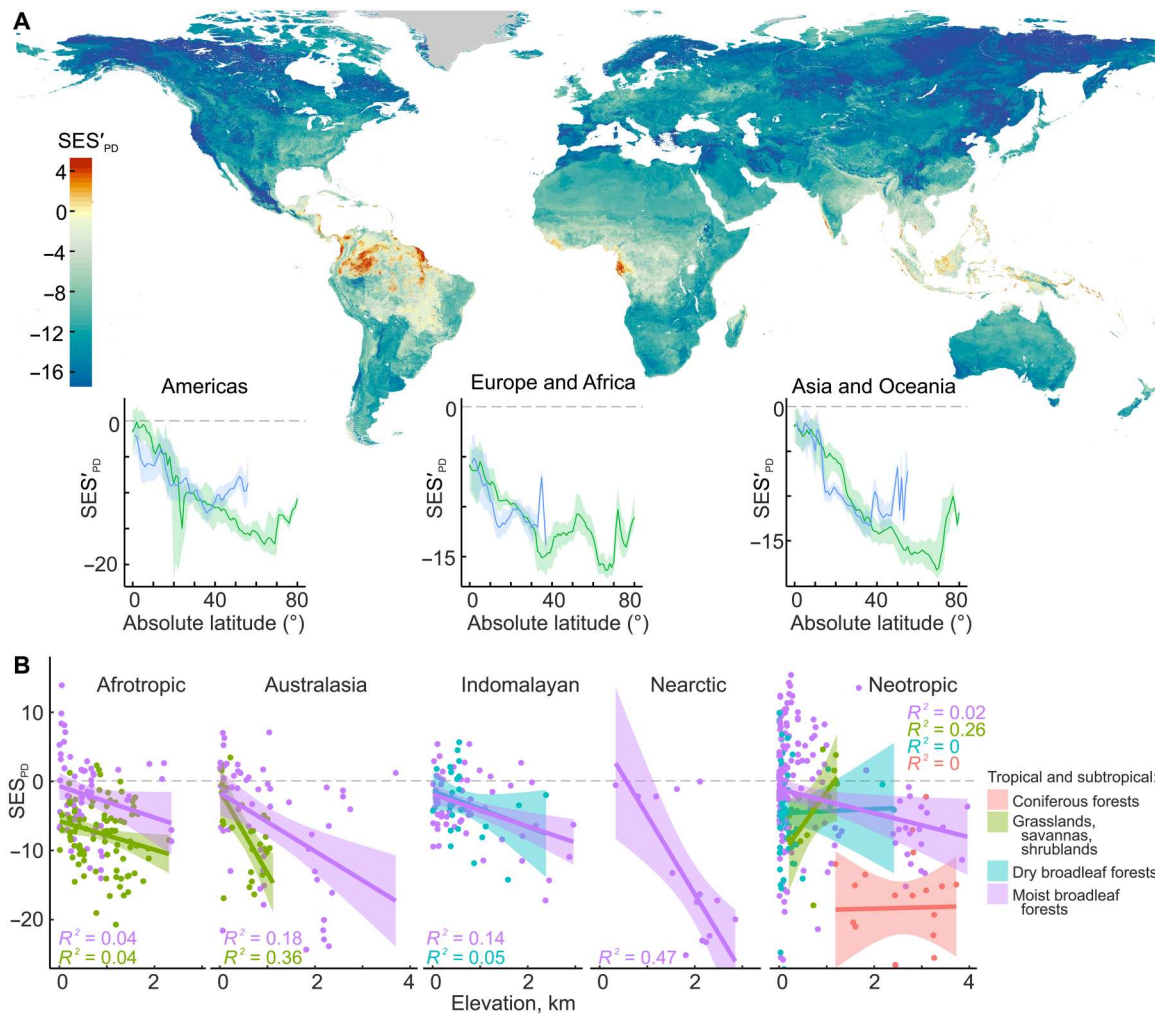 A
SES′PD
4
0
−4
−8
−12
−16
Americas
Europe and Africa
Asia and Oceania
0
−20
SES′PD
0 40 80
Absolute latitude (°)
0
−15
SES′PD
0 40 80
Absolute latitude (°)
0
−15
SES′PD
0 40 80
Absolute latitude (°)
B
Afrotropic
Australasia
Indomalayan
Nearctic
Neotropic
10
0
−10
−20
SESPD
R² = 0.04
R² = 0.04
R² = 0.18
R² = 0.36
R² = 0.14
R² = 0.05
R² = 0.47
R² = 0.02
R² = 0.26
R² = 0
R² = 0
Tropical and subtropical:
Coniferous forests
Grasslands,
savannas,
shrublands
Dry broadleaf forests
Moist broadleaf
forests
0 2 0 2 0 2 0 2 0 2 4
Elevation, km